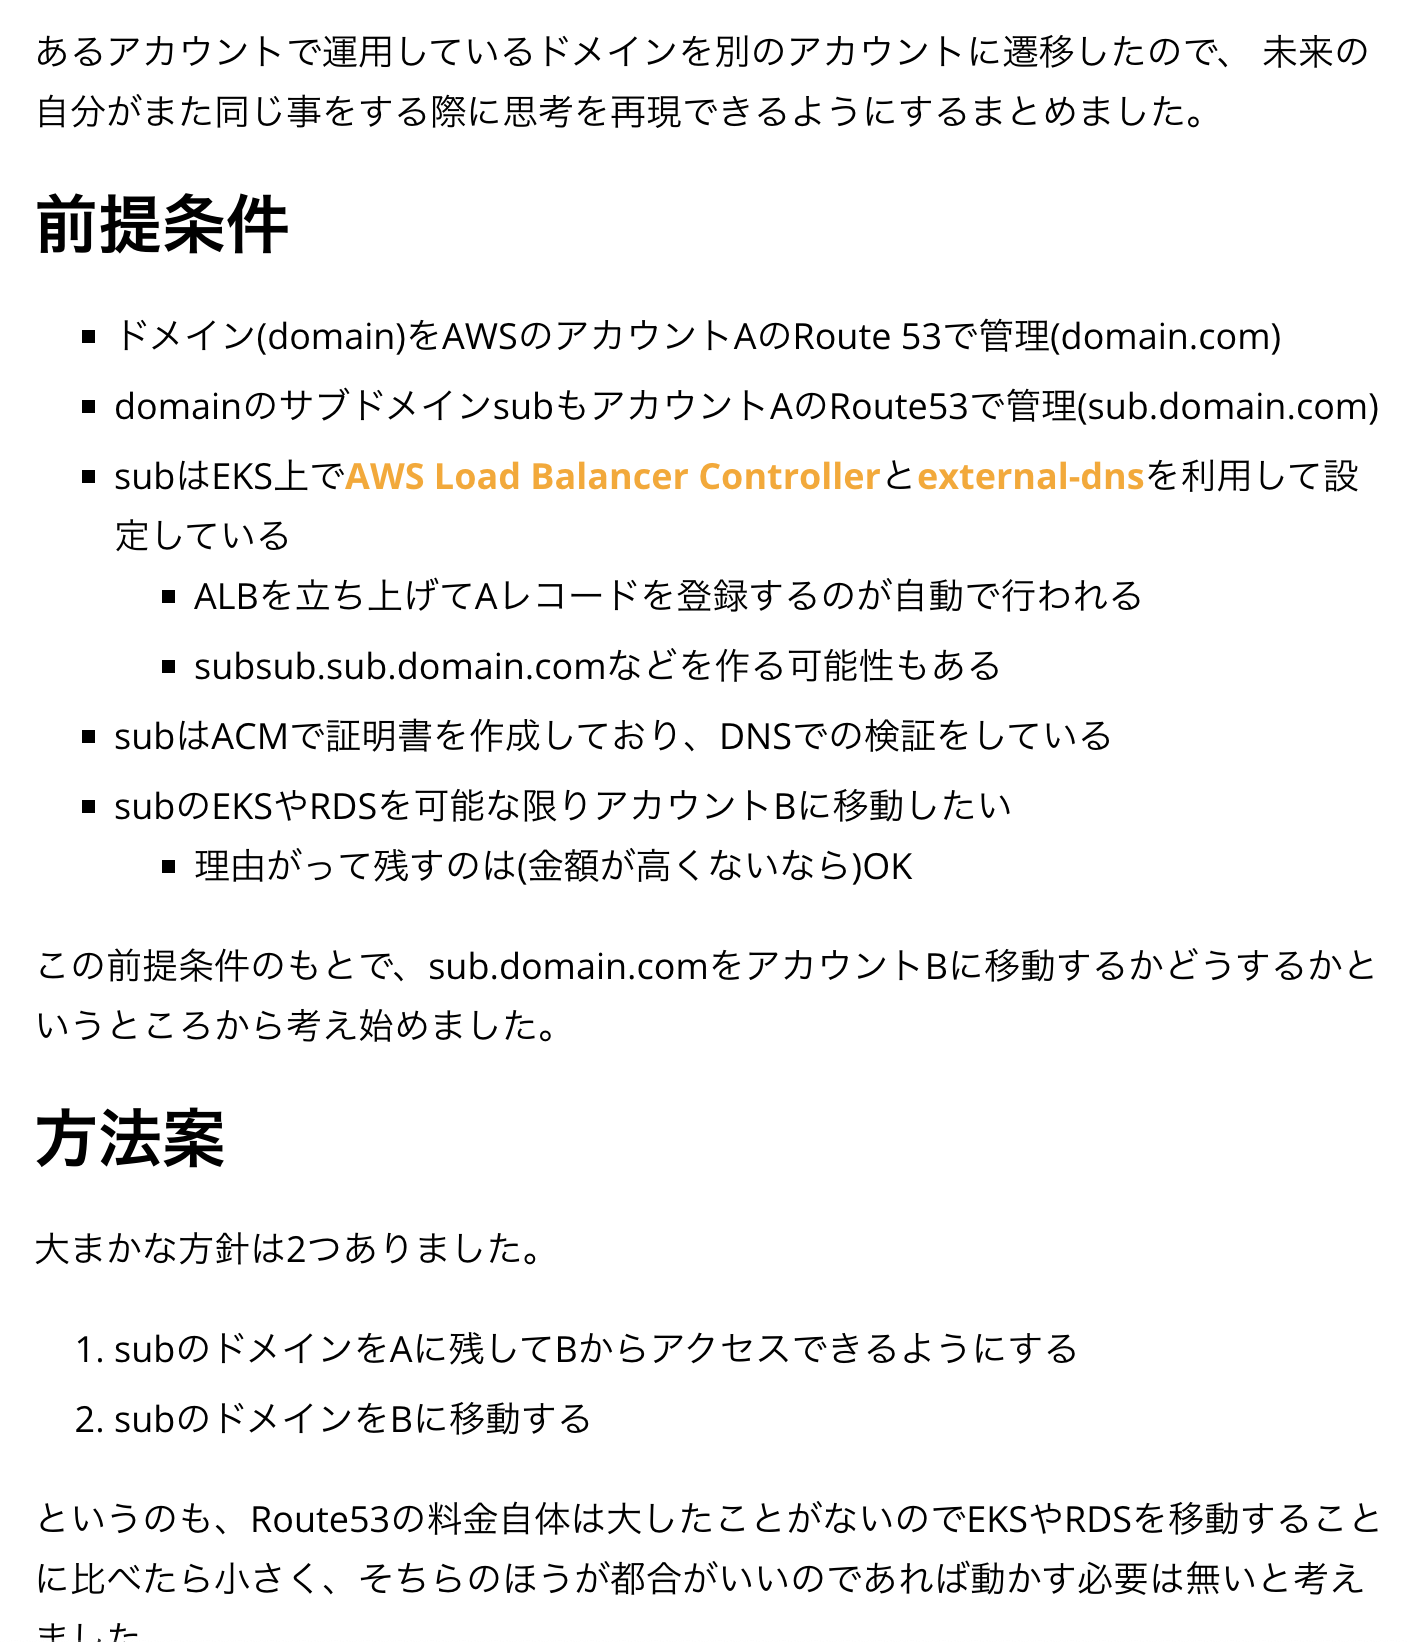 あるアカウントで運用しているドメインを別のアカウントに遷移したので、 未来の
自分がまた同じ事をする際に思考を再現できるようにするまとめました。
前提条件
ドメイン(domain)をAWSのアカウントAのRoute 53で管理(domain.com)
domainのサブドメインsubもアカウントAのRoute53で管理(sub.domain.com)
subはEKS上でAWS Load Balancer Controllerとexternal-dnsを利用して設
定している
ALBを立ち上げてAレコードを登録するのが自動で行われる
subsub.sub.domain.comなどを作る可能性もある
subはACMで証明書を作成しており、DNSでの検証をしている
subのEKSやRDSを可能な限りアカウントBに移動したい
理由がって残すのは(金額が高くないなら)OK
この前提条件のもとで、sub.domain.comをアカウントBに移動するかどうするかと
いうところから考え始めました。
方法案
大まかな方針は2つありました。
1. subのドメインをAに残してBからアクセスできるようにする
2. subのドメインをBに移動する
というのも、Route53の料金自体は大したことがないのでEKSやRDSを移動すること
に比べたら小さく、そちらのほうが都合がいいのであれば動かす必要は無いと考え
ました